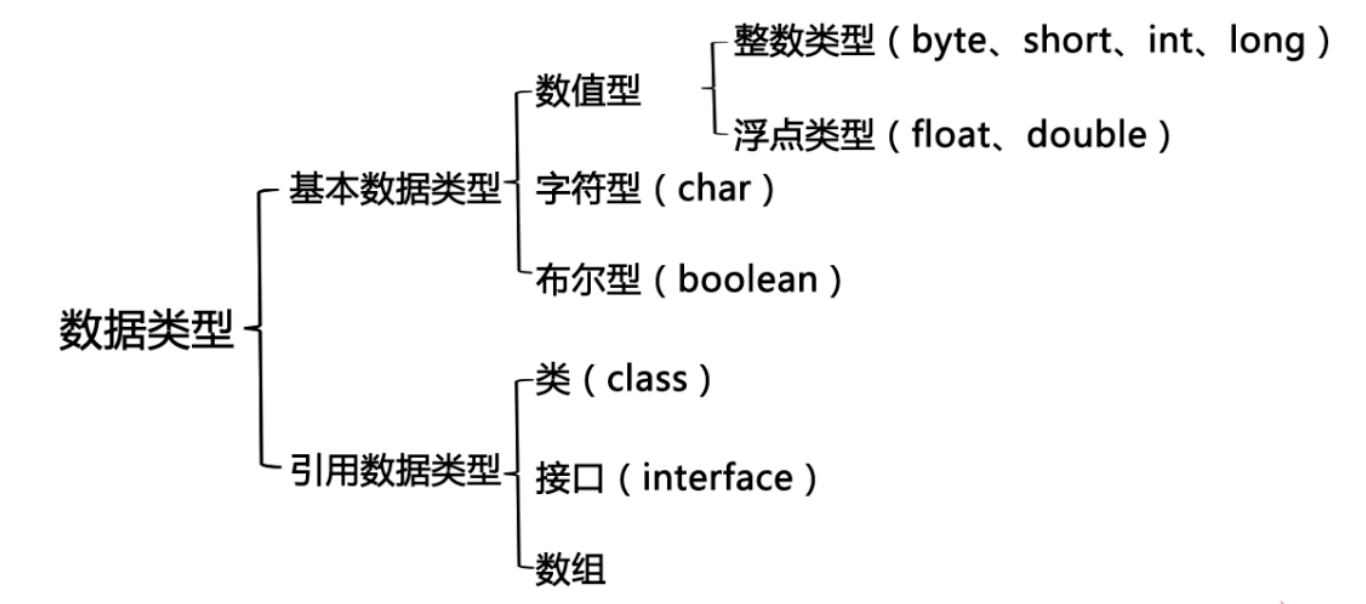 整数类型（byte、short、int、long）
数值型
浮点类型（float、double）
基本数据类型
字符型（char）
布尔型（boolean）
数据类型
类（class）
引用数据类型
接口（interface）
数组